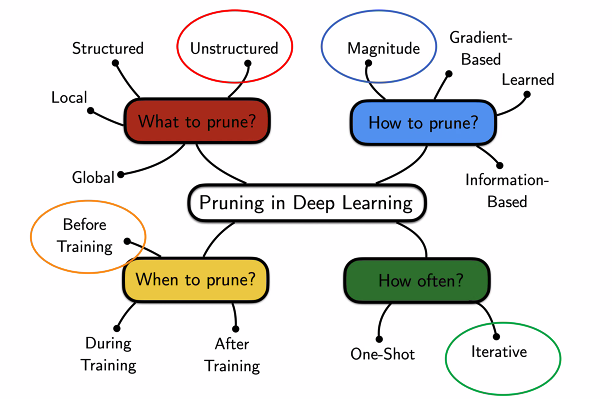 Structured
Unstructured
Magnitude
Gradient-
Based
Learned
Local
What to prune?
How to prune?
Global
Information-
Based
Pruning in Deep Learning
Before
Training
When to prune?
How often?
During
Training
After
Training
One-Shot
Iterative